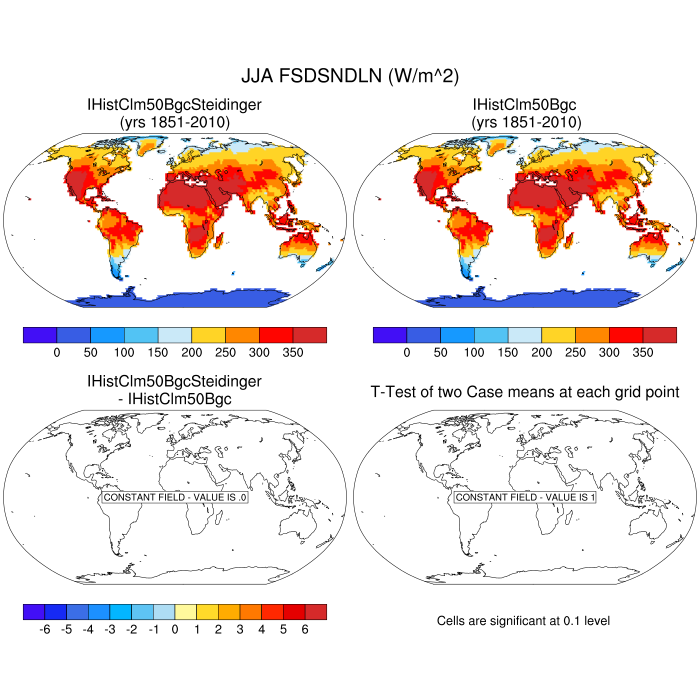 JJA FSDSNDLN (W/m^2)
IHistClm50BgcSteidinger
(yrs 1851-2010)
IHistClm50Bgc
(yrs 1851-2010)
0 50 100 150 200 250 300 350
0 50 100 150 200 250 300 350
IHistClm50BgcSteidinger
- IHistClm50Bgc
T-Test of two Case means at each grid point
CONSTANT FIELD - VALUE IS .0
CONSTANT FIELD - VALUE IS 1
-6 -5 -4 -3 -2 -1 0 1 2 3 4 5 6
Cells are significant at 0.1 level